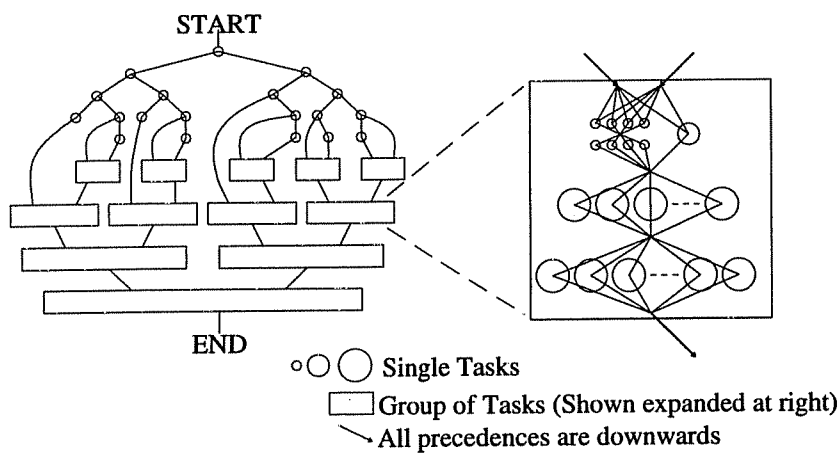 START
END
Single Tasks
Group of Tasks (Shown expanded at right)
All precedences are downwards